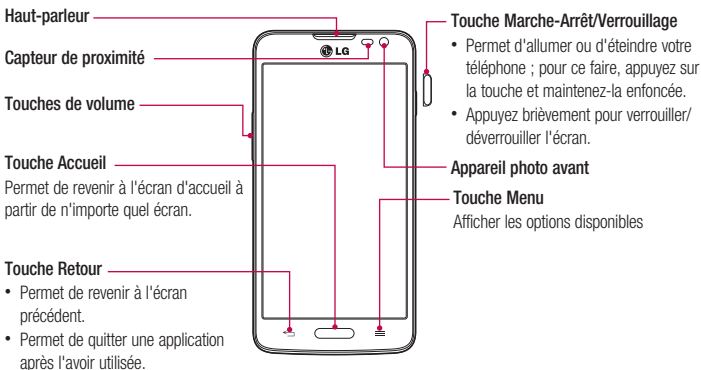 Haut-parleur
Capteur de proximité
Touches de volume
Touche Accueil
Permet de revenir à l'écran d'accueil à
partir de n'importe quel écran.
Touche Retour
• Permet de revenir à l'écran
précédent.
• Permet de quitter une application
après l'avoir utilisée.
LG
Touche Marche-Arrêt/Verrouillage
• Permet d'allumer ou d'éteindre votre
téléphone ; pour ce faire, appuyez sur
la touche et maintenez-la enfoncée.
• Appuyez brièvement pour verrouiller/
déverrouiller l'écran.
Appareil photo avant
Touche Menu
Afficher les options disponibles